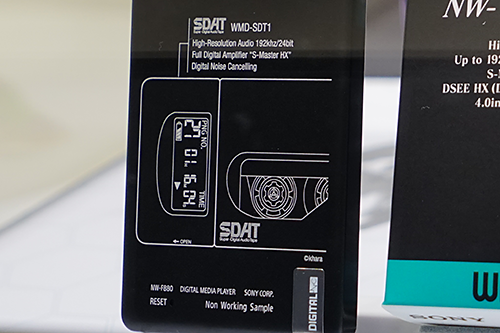 SDAT WMD-SDT1
Super Digital Audio Tape
High-Resolution Audio 192khz/24bit
Full Digital Amplifier "S-Master HX"
Digital Noise Cancelling
PRG NO. TIME
27
← OPEN
SDAT
Super Digital Audio Tape
©khara
NW-F880 DIGITAL MEDIA PLAYER SONY CORP.
RESET Non Working Sample
DIGITAL
NW-
Hi
Up to 192
S-M
DSEE HX (D
4.0in
W
SONY